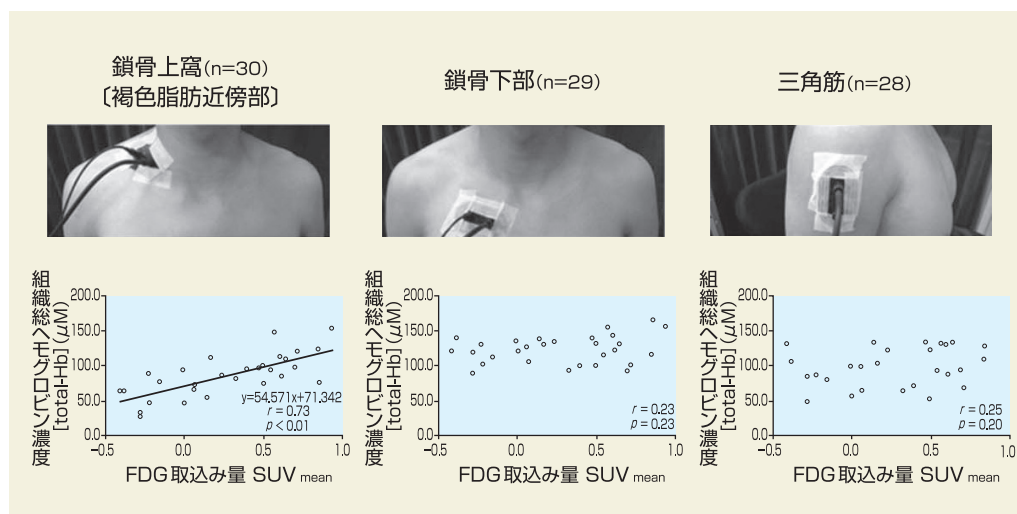 鎖骨上窩(n=30)
〔褐色脂肪近傍部〕
鎖骨下部(n=29)
三角筋(n=28)
組織総ヘモグロビン濃度
[total-Hb] (μM)
200.0
150.0
100.0
50.0
0.0
y=54.571x+71.342
r = 0.73
p < 0.01
−0.5
0.0
0.5
1.0
FDG取込み量 SUV mean
組織総ヘモグロビン濃度
[total-Hb] (μM)
200.0
150.0
100.0
50.0
0.0
r = 0.23
p = 0.23
−0.5
0.0
0.5
1.0
FDG取込み量 SUV mean
組織総ヘモグロビン濃度
[total-Hb] (μM)
200.0
150.0
100.0
50.0
0.0
r = 0.25
p = 0.20
−0.5
0.0
0.5
1.0
FDG取込み量 SUV mean